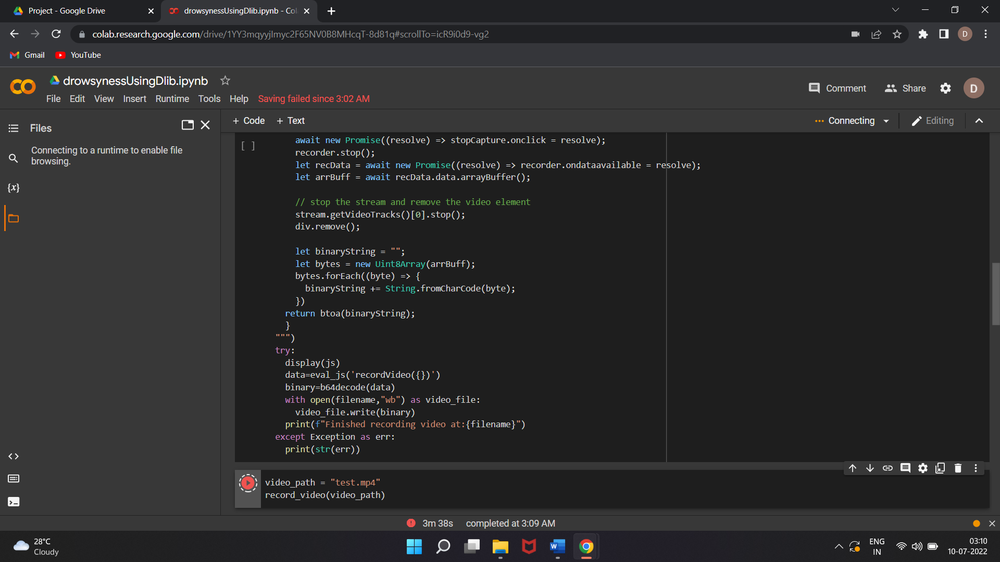 Project - Google Drive
drowsynessUsingDlib.ipynb - Col
colab.research.google.com/drive/1YY3mqyyjImyc2F65NV0B8MHcqT-8d81q#scrollTo=icR9i0d9-vg2
D
Gmail
YouTube
drowsynessUsingDlib.ipynb
Comment
Share
D
File Edit View Insert Runtime Tools Help Saving failed since 3:02 AM
Files
+ Code + Text
Connecting
Editing
Connecting to a runtime to enable file
browsing.
{x}
[ ]
await new Promise((resolve) => stopCapture.onclick = resolve);
recorder.stop();
let recData = await new Promise((resolve) => recorder.ondataavailable = resolve);
let arrBuff = await recData.data.arrayBuffer();
// stop the stream and remove the video element
stream.getVideoTracks()[0].stop();
div.remove();
let binaryString = "";
let bytes = new Uint8Array(arrBuff);
bytes.forEach((byte) => {
binaryString += String.fromCharCode(byte);
})
return btoa(binaryString);
}
""")
try:
display(js)
data=eval_js('recordVideo({})')
binary=b64decode(data)
with open(filename,"wb") as video_file:
video_file.write(binary)
print(f"Finished recording video at:{filename}")
except Exception as err:
print(str(err))
video_path = "test.mp4"
record_video(video_path)
3m 38s completed at 3:09 AM
28°C
Cloudy
W
ENG
IN
03:10
10-07-2022